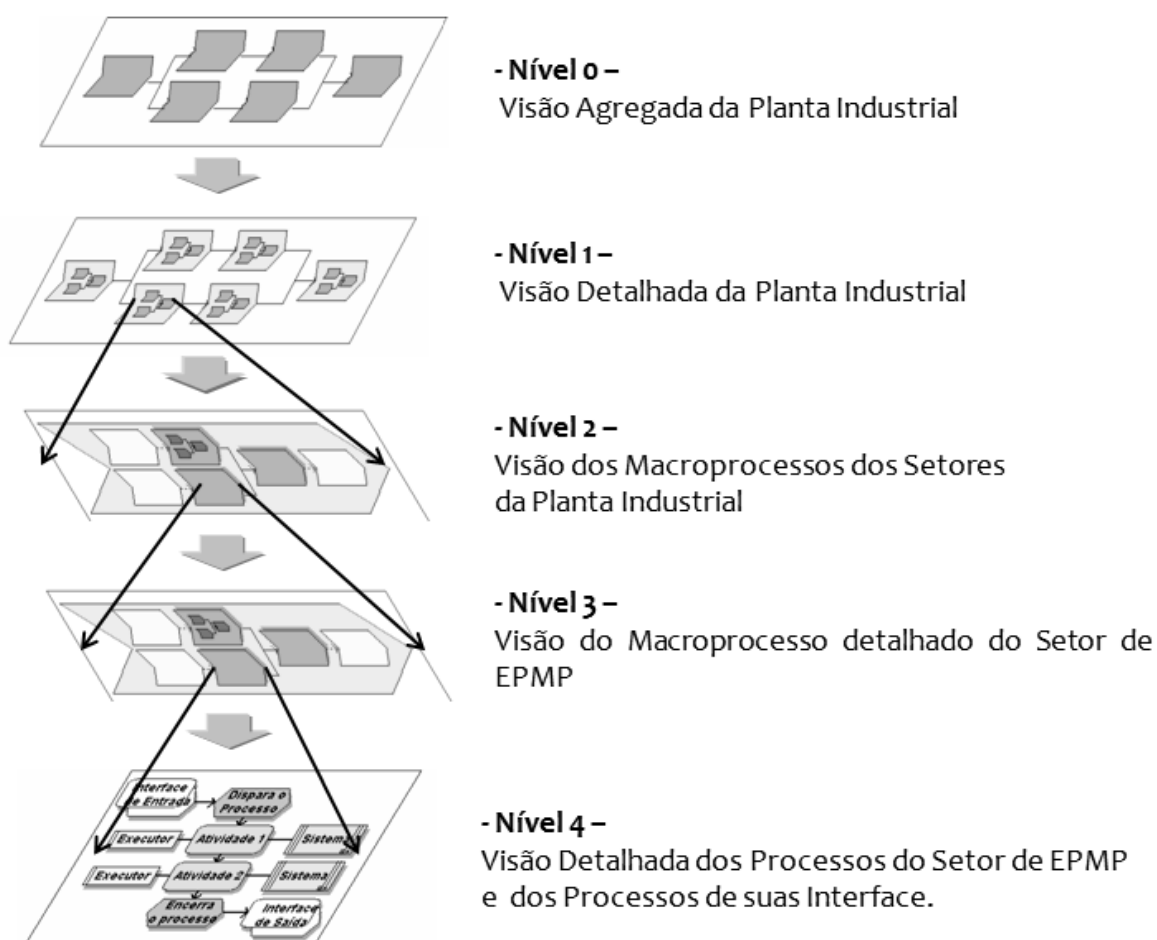 - Nível 0 –
Visão Agregada da Planta Industrial
- Nível 1 –
Visão Detalhada da Planta Industrial
- Nível 2 –
Visão dos Macroprocessos dos Setores
da Planta Industrial
- Nível 3 –
Visão do Macroprocesso detalhado do Setor de
EPMP
Interface
de Entrada
Dispara o
Processo
Executor
Atividade 1
Sistema
Executor
Atividade 2
Sistema
Encerra
o processo
Interface
de Saída
- Nível 4 –
Visão Detalhada dos Processos do Setor de EPMP
e dos Processos de suas Interface.